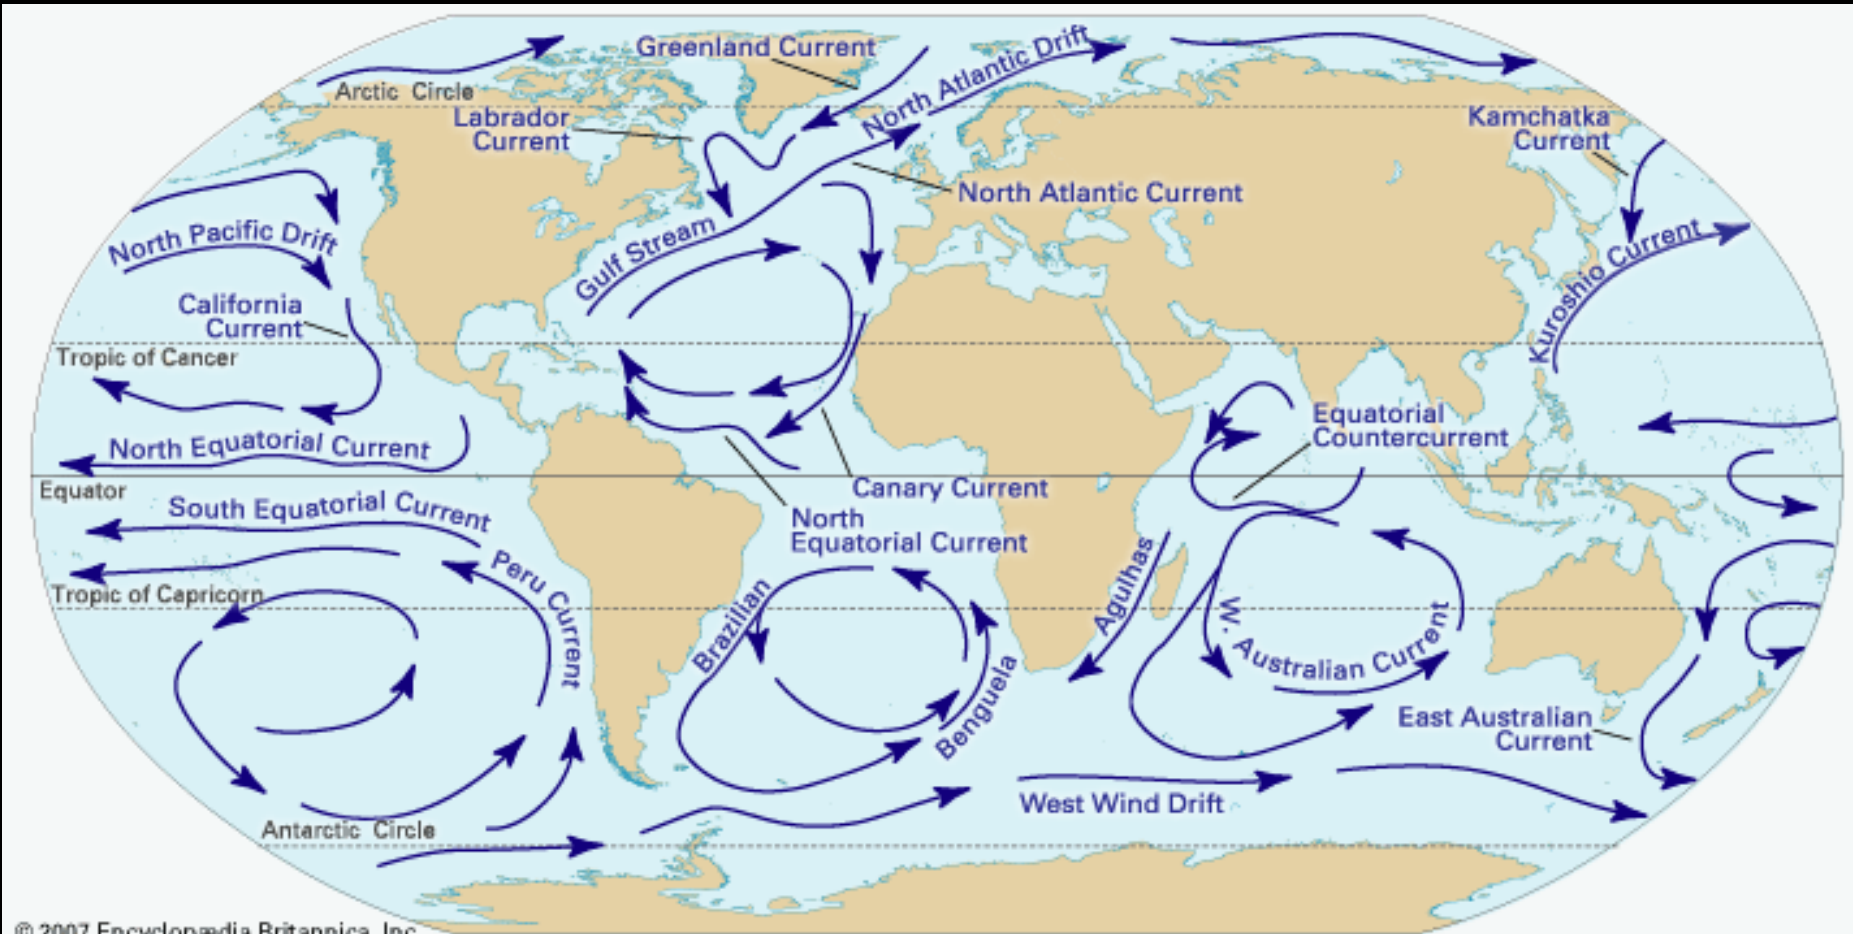 Greenland Current
North Atlantic Drift
Arctic Circle
Labrador
Current
Kamchatka
Current
North Atlantic Current
North Pacific Drift
Gulf Stream
Kuroshio Current
California
Current
Tropic of Cancer
Equatorial
Countercurrent
North Equatorial Current
Equator
Canary Current
South Equatorial Current
North
Equatorial Current
Peru Current
Tropic of Capricorn
Brazilian
Agulhas
W. Australian Current
Benguela
East Australian
Current
West Wind Drift
Antarctic Circle
© 2007 Encyclopædia Britannica, Inc.